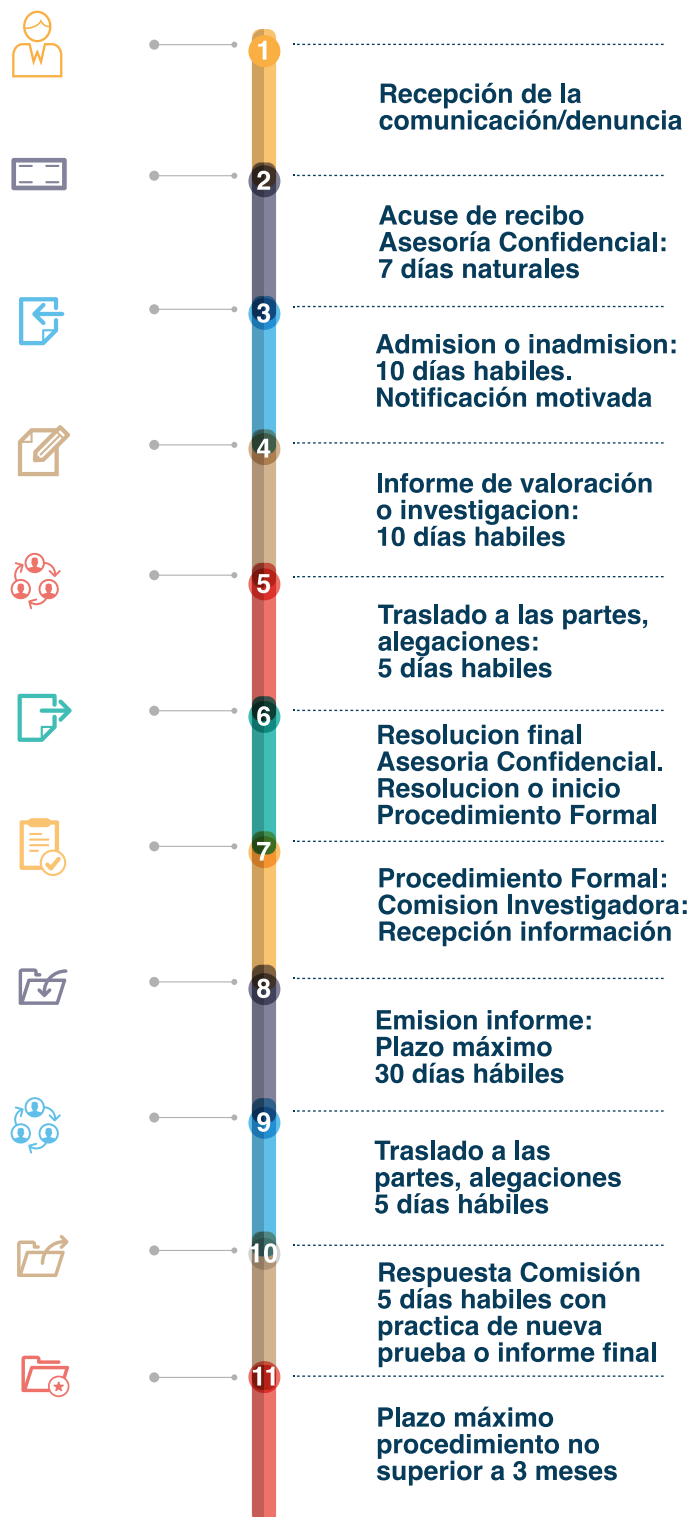 1
Recepción de la
comunicación/denuncia
2
Acuse de recibo
Asesoría Confidencial:
7 días naturales
3
Admision o inadmision:
10 días habiles.
Notificación motivada
4
Informe de valoración
o investigacion:
10 días habiles
5
Traslado a las partes,
alegaciones:
5 días habiles
6
Resolucion final
Asesoria Confidencial.
Resolucion o inicio
Procedimiento Formal
7
Procedimiento Formal:
Comision Investigadora:
Recepción información
8
Emision informe:
Plazo máximo
30 días hábiles
9
Traslado a las
partes, alegaciones
5 días hábiles
10
Respuesta Comisión
5 días habiles con
practica de nueva
prueba o informe final
11
Plazo máximo
procedimiento no
superior a 3 meses